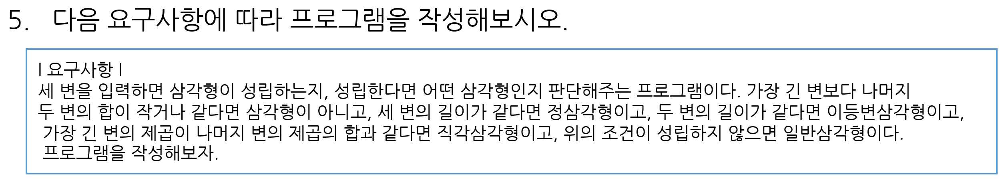 5. 다음 요구사항에 따라 프로그램을 작성해보시오.
| 요구사항 |
세 변을 입력하면 삼각형이 성립하는지, 성립한다면 어떤 삼각형인지 판단해주는 프로그램이다. 가장 긴 변보다 나머지
두 변의 합이 작거나 같다면 삼각형이 아니고, 세 변의 길이가 같다면 정삼각형이고, 두 변의 길이가 같다면 이등변삼각형이고,
가장 긴 변의 제곱이 나머지 변의 제곱의 합과 같다면 직각삼각형이고, 위의 조건이 성립하지 않으면 일반삼각형이다.
프로그램을 작성해보자.